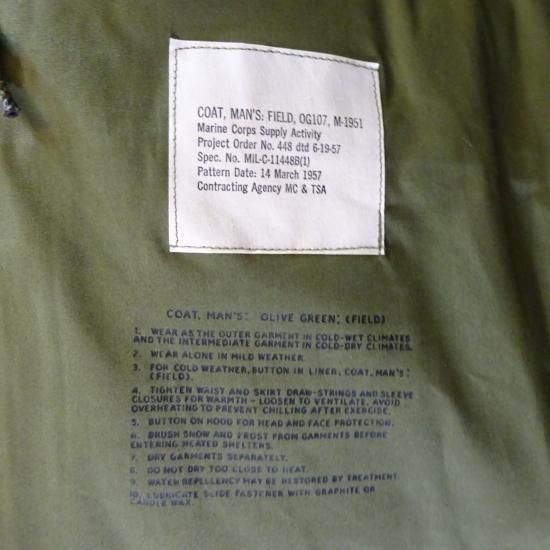 COAT, MAN'S: FIELD, OG107, M-1951
Marine Corps Supply Activity
Project Order No. 448 dtd 6-19-57
Spec. No. MIL-C-11448B(1)
Pattern Date: 14 March 1957
Contracting Agency MC & TSA
COAT, MAN'S: OLIVE GREEN; (FIELD)
1. WEAR AS THE OUTER GARMENT IN COLD-WET CLIMATES
AND THE INTERMEDIATE GARMENT IN COLD-DRY CLIMATES.
2. WEAR ALONE IN MILD WEATHER.
3. FOR COLD WEATHER, BUTTON IN LINER, COAT, MAN'S:
(FIELD).
4. TIGHTEN WAIST AND SKIRT DRAW-STRINGS AND SLEEVE
CLOSURES FOR WARMTH - LOOSEN TO VENTILATE. AVOID
OVERHEATING TO PREVENT CHILLING AFTER EXERCISE.
5. BUTTON ON HOOD FOR HEAD AND FACE PROTECTION.
6. BRUSH SNOW AND FROST FROM GARMENTS BEFORE
ENTERING HEATED SHELTERS.
7. DRY GARMENTS SEPARATELY.
8. DO NOT DRY TOO CLOSE TO HEAT.
9. WATER REPELLENCY MAY BE RESTORED BY TREATMENT.
10. LUBRICATE SLIDE FASTENER WITH GRAPHITE OR
CANDLE WAX.